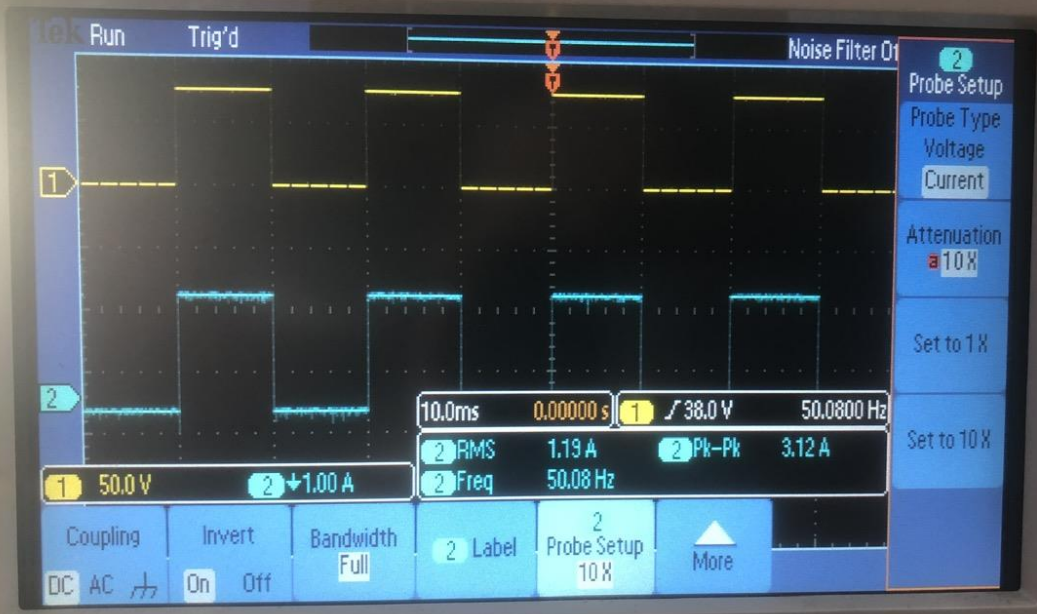 Tek Run Trig'd
Noise Filter Of
T
T
2
Probe Setup
Probe Type
Voltage
Current
Attenuation
a 10 X
Set to 1 X
Set to 10 X
1
2
10.0ms 0.00000 s
1 ƒ 38.0 V 50.0800 Hz
2 RMS 1.19 A 2 Pk-Pk 3.12 A
2 Freq 50.08 Hz
1 50.0 V 2 ↓ 1.00 A
Coupling
DC AC
Invert
On Off
Bandwidth
Full
2 Label
2
Probe Setup
10 X
More